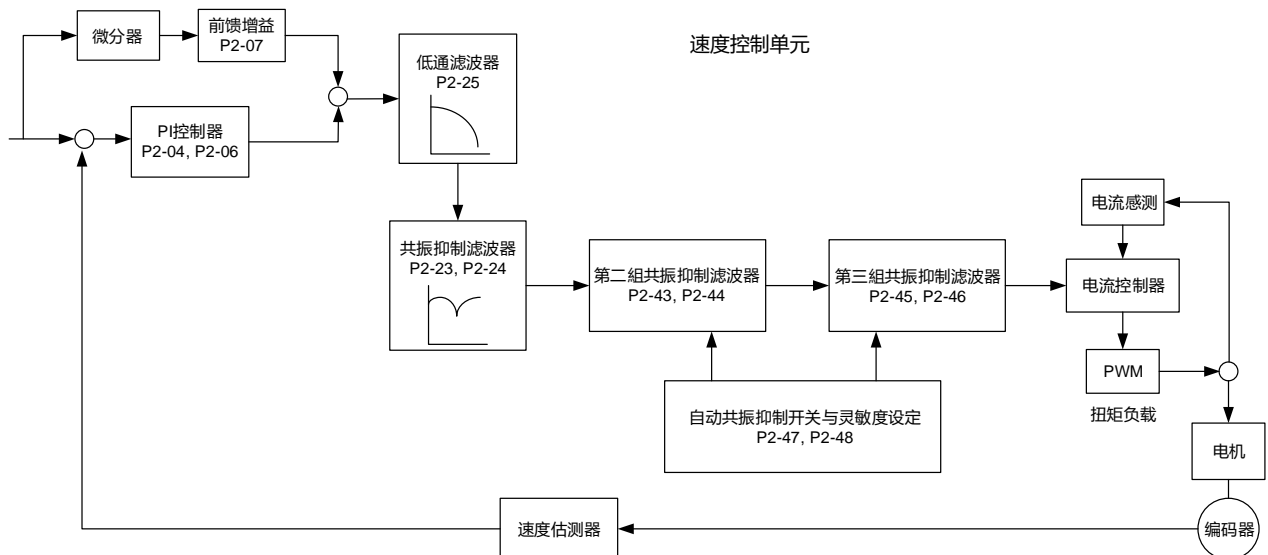 微分器
前馈增益
P2-07
低通滤波器
P2-25
速度控制单元
PI控制器
P2-04, P2-06
共振抑制滤波器
P2-23, P2-24
第二組共振抑制滤波器
P2-43, P2-44
第三組共振抑制滤波器
P2-45, P2-46
电流感测
电流控制器
PWM
扭矩负载
自动共振抑制开关与灵敏度设定
P2-47, P2-48
电机
速度估测器
编码器